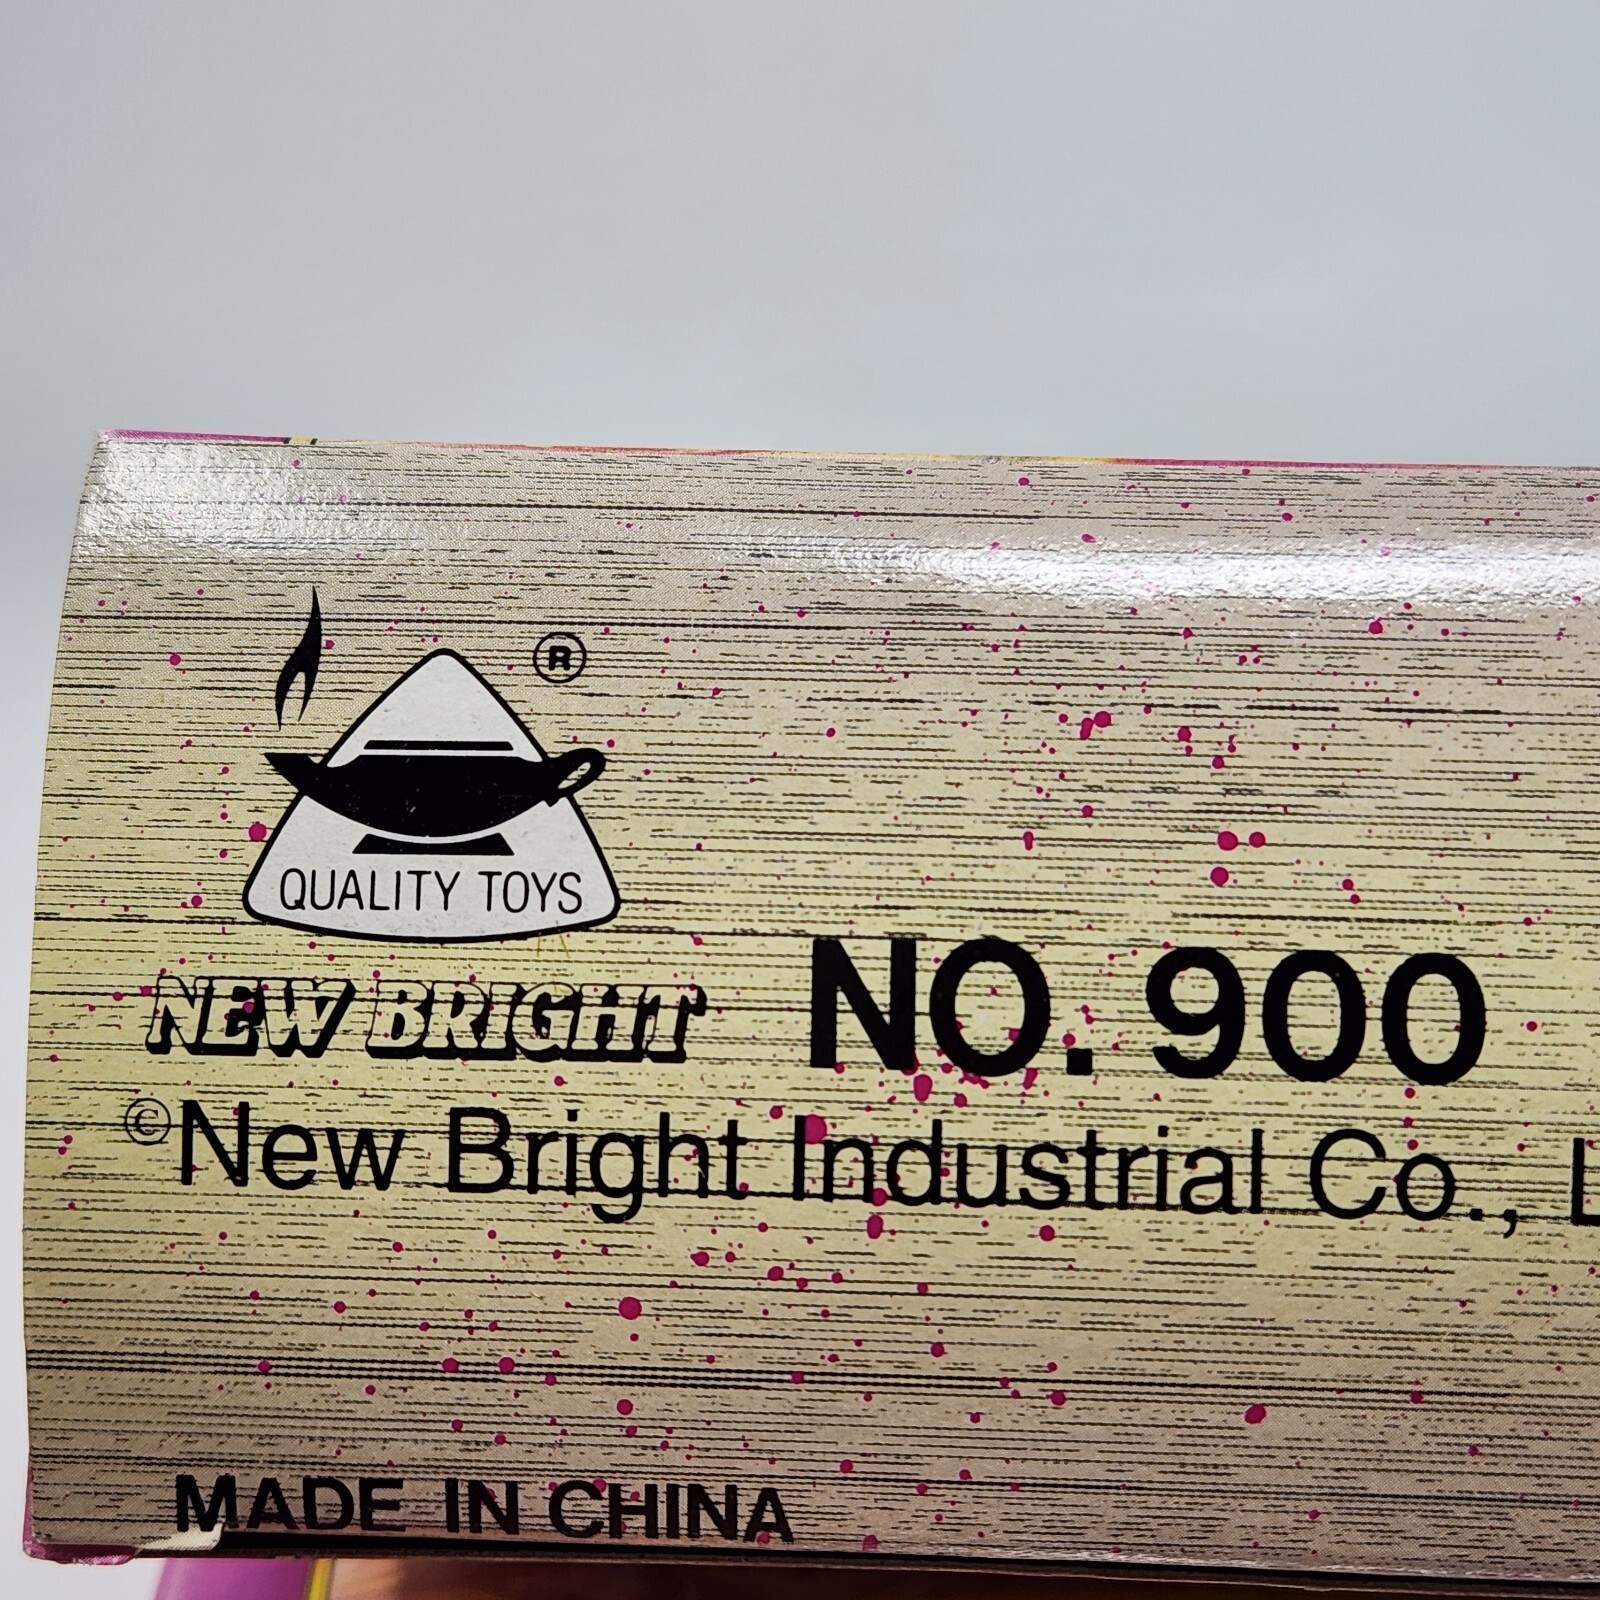 ®
QUALITY TOYS
NEW BRIGHT NO. 900
©New Bright Industrial Co., L
MADE IN CHINA